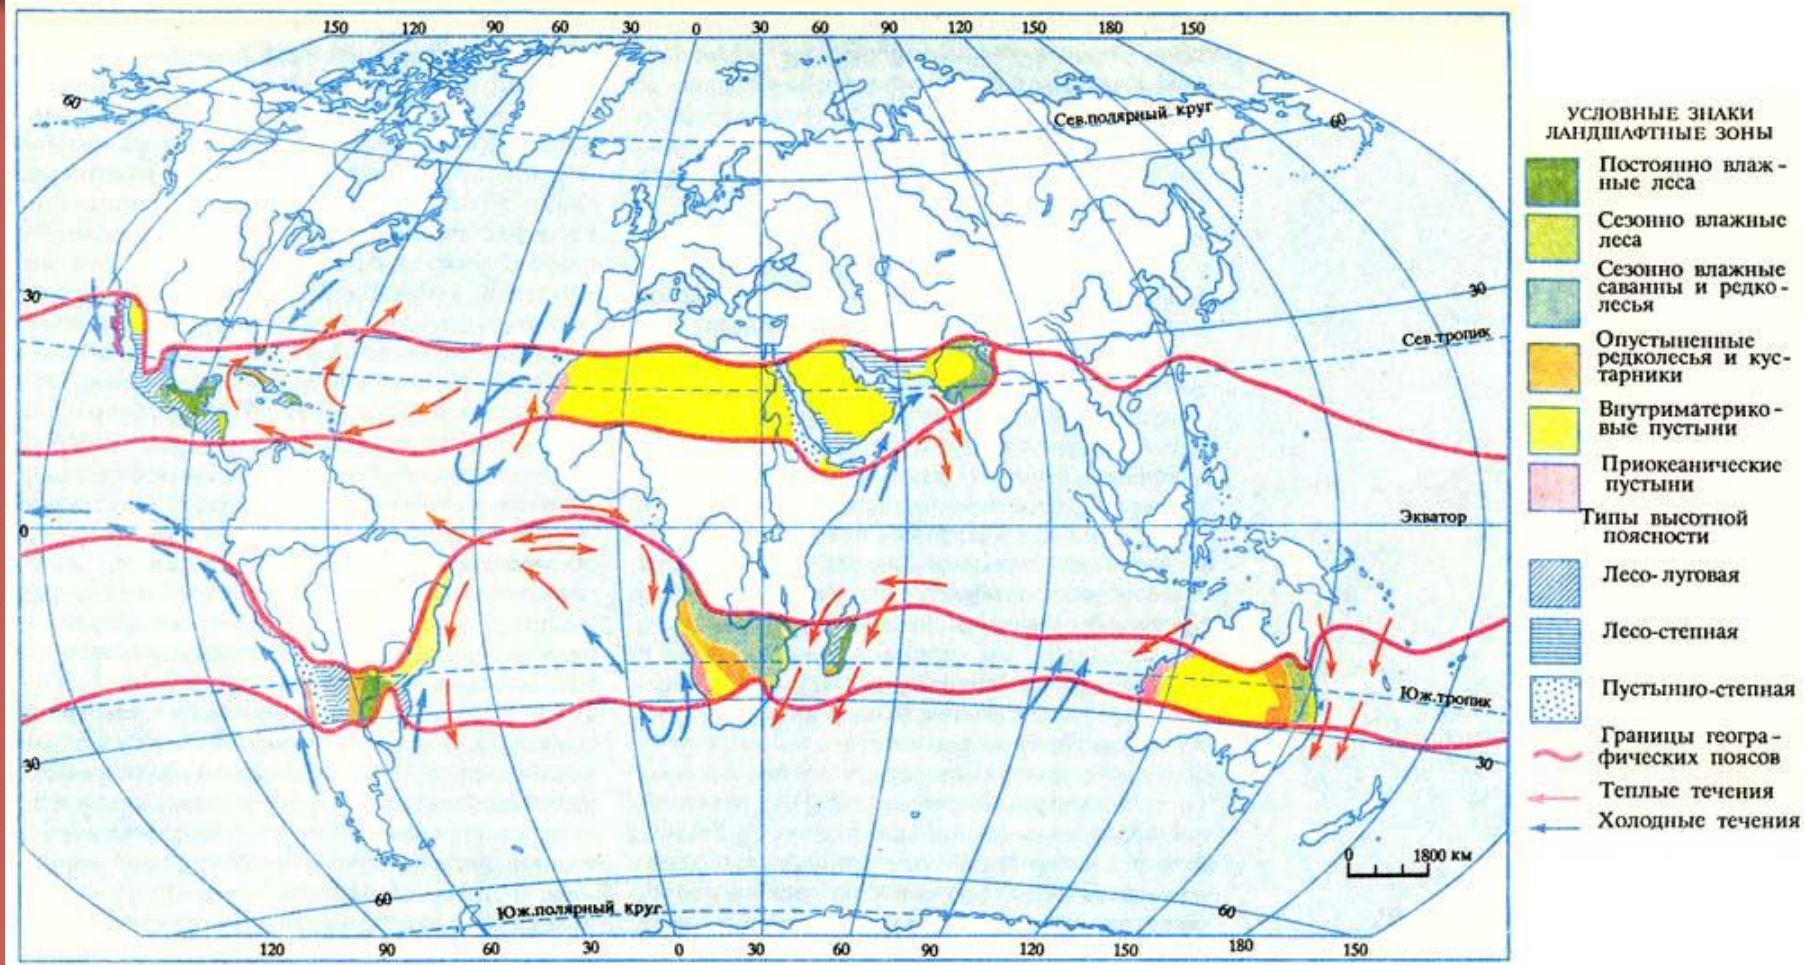 150 120 90 60 30 0 30 60 90 120 150 180 150
60
Сев.полярный круг
60
30
30
Сев.тропик
0
Экватор
Юж.тропик
30
30
0 1800 км
60
Юж.полярный круг
60
120 90 60 30 0 30 60 90 120 150 180 150
УСЛОВНЫЕ ЗНАКИ
ЛАНДШАФТНЫЕ ЗОНЫ
Постоянно влаж-
ные леса
Сезонно влажные
леса
Сезонно влажные
саванны и редко-
лесья
Опустыненные
редколесья и кус-
тарники
Внутриматерико-
вые пустыни
Приокеанические
пустыни
Типы высотной
поясности
Лесо-луговая
Лесо-степная
Пустынно-степная
Границы геогра-
фических поясов
Теплые течения
Холодные течения